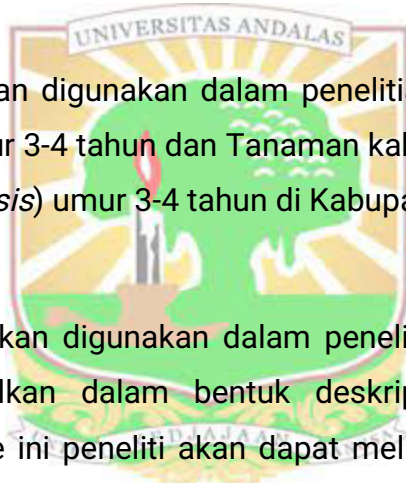 UNIVERSITAS ANDALAS
an digunakan dalam peneliti
ur 3-4 tahun dan Tanaman kal
sis) umur 3-4 tahun di Kabupa
kan digunakan dalam peneli
lkan dalam bentuk deskrip
e ini peneliti akan dapat mel